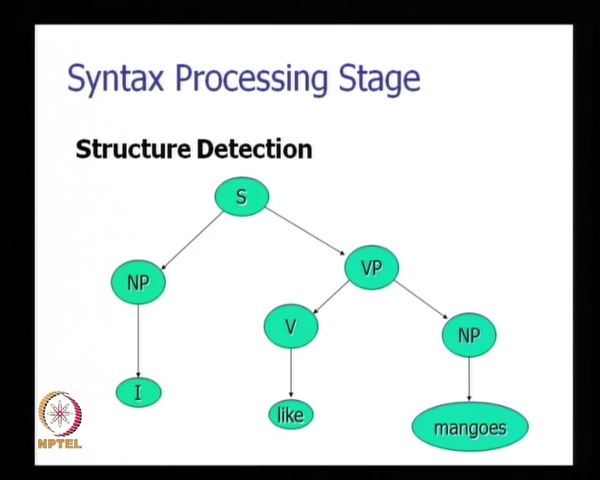 Syntax Processing Stage
Structure Detection
S
NP
VP
V
NP
I
like
mangoes
NPTEL